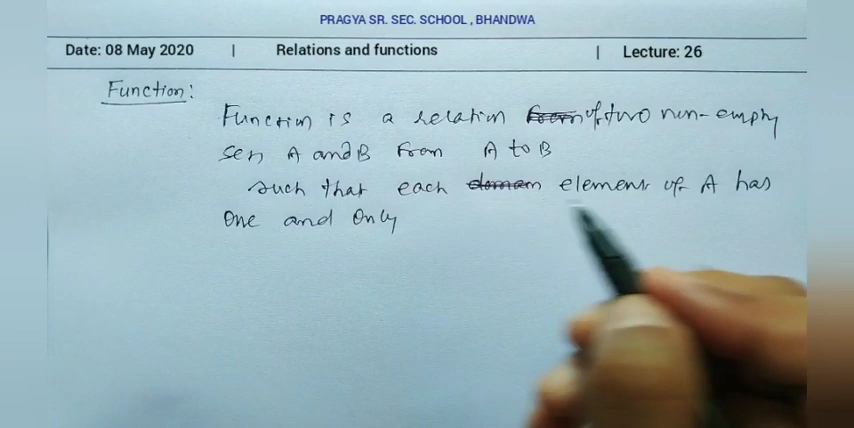 PRAGYA SR. SEC. SCHOOL , BHANDWA
Date: 08 May 2020 | Relations and functions | Lecture: 26
Function:
Function is a relation of two non-empty
sets A and B from A to B
such that each domain element of A has
One and Only